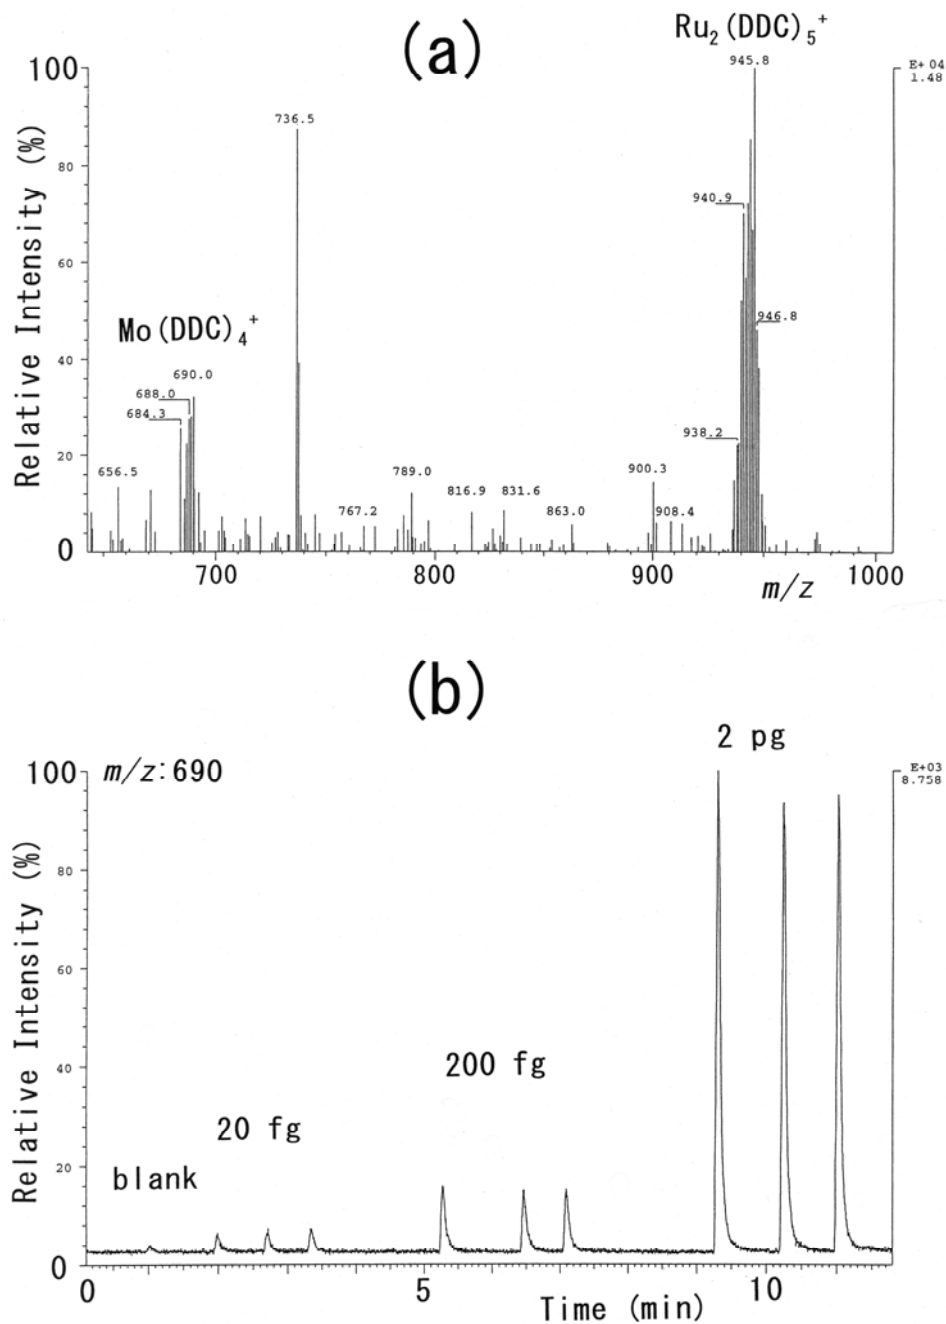 (a)
Ru₂(DDC)₅⁺
100
945.8
E+04
1.48
736.5
Relative Intensity (%)
80
940.9
60
Mo(DDC)₄⁺
946.8
40
690.0
688.0
684.3
938.2
20
656.5
789.0
900.3
816.9
831.6
767.2
863.0
908.4
0
700
800
900
1000
m/z
(b)
2 pg
100
m/z:690
E+03
8.758
Relative Intensity (%)
80
60
40
200 fg
20 fg
20
blank
0
0
5
10
Time (min)